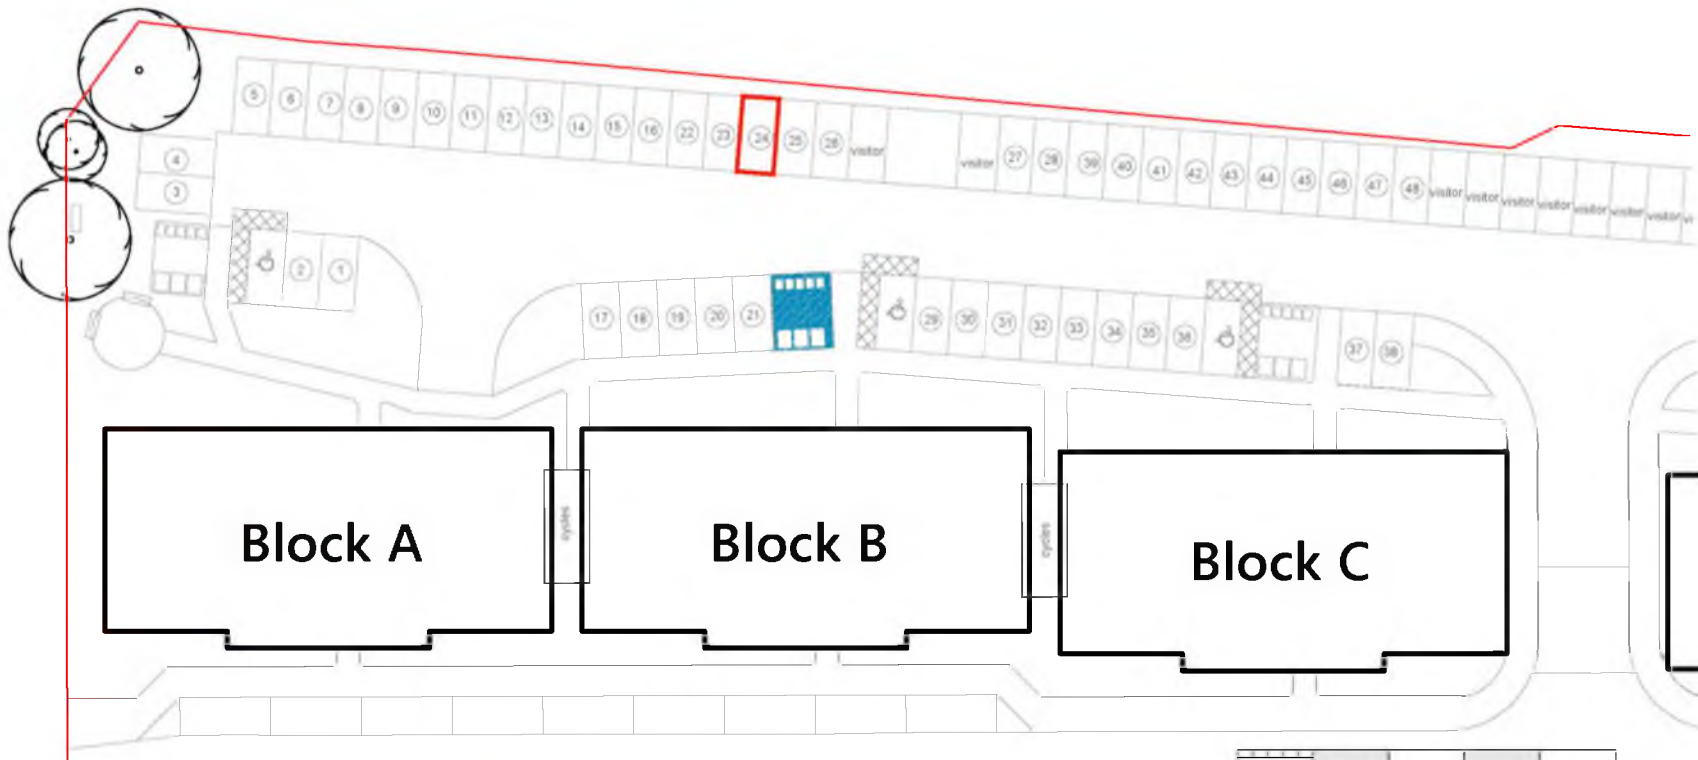 5 6 7 8 9 10 11 12 13 14 15 16 22 23 24 25 26 visitor
visitor 27 28 39 40 41 42 43 44 45 46 47 48 visitor visitor visitor visitor visitor visitor visitor
4
3
2 1
17 18 19 20 21
29 30 31 32 33 34 35 36
37 38
Block A
cycles
Block B
cycles
Block C